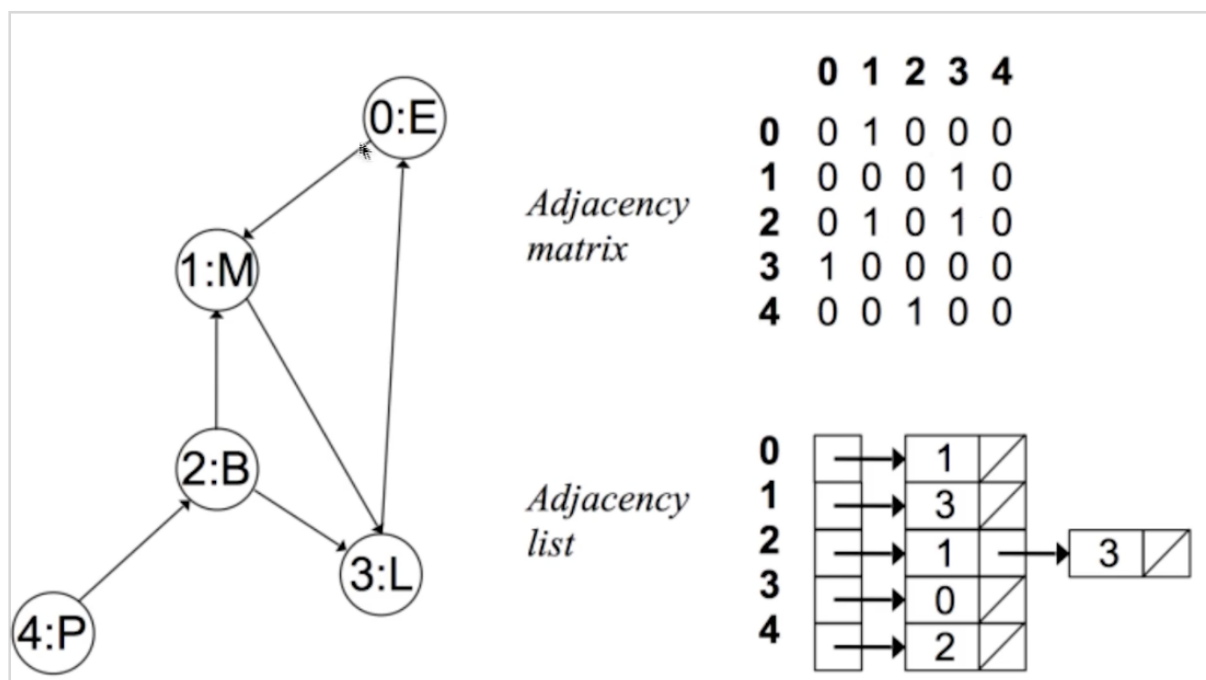 0:E
1:M
2:B
3:L
4:P
Adjacency
matrix
0 1 2 3 4
0 0 1 0 0 0
1 0 0 0 1 0
2 0 1 0 1 0
3 1 0 0 0 0
4 0 0 1 0 0
Adjacency
list
0 1
1 3
2 1 3
3 0
4 2